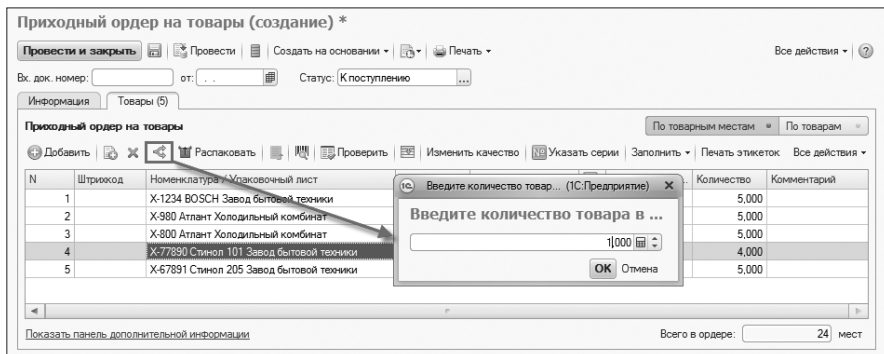 Приходный ордер на товары (создание) *
Провести и закрыть Провести Создать на основании Печать Все действия ?
Вх. док. номер: от: . . Статус: К поступлению ...
Информация Товары (5)
Приходный ордер на товары По товарным местам По товарам
Добавить Распаковать Проверить Изменить качество Указать серии Заполнить Печать этикеток Все действия
N Штрихкод Номенклатура / Упаковочный лист Количество Комментарий
1 X-1234 BOSCH Завод бытовой техники 5,000
2 X-980 Атлант Холодильный комбинат 5,000
3 X-800 Атлант Холодильный комбинат 5,000
4 X-77890 Стинол 101 Завод бытовой техники 4,000
5 X-67891 Стинол 205 Завод бытовой техники 5,000
Введите количество товар... (1С:Предприятие)
Введите количество товара в ...
1,000
OK Отмена
Показать панель дополнительной информации Всего в ордере: 24 мест